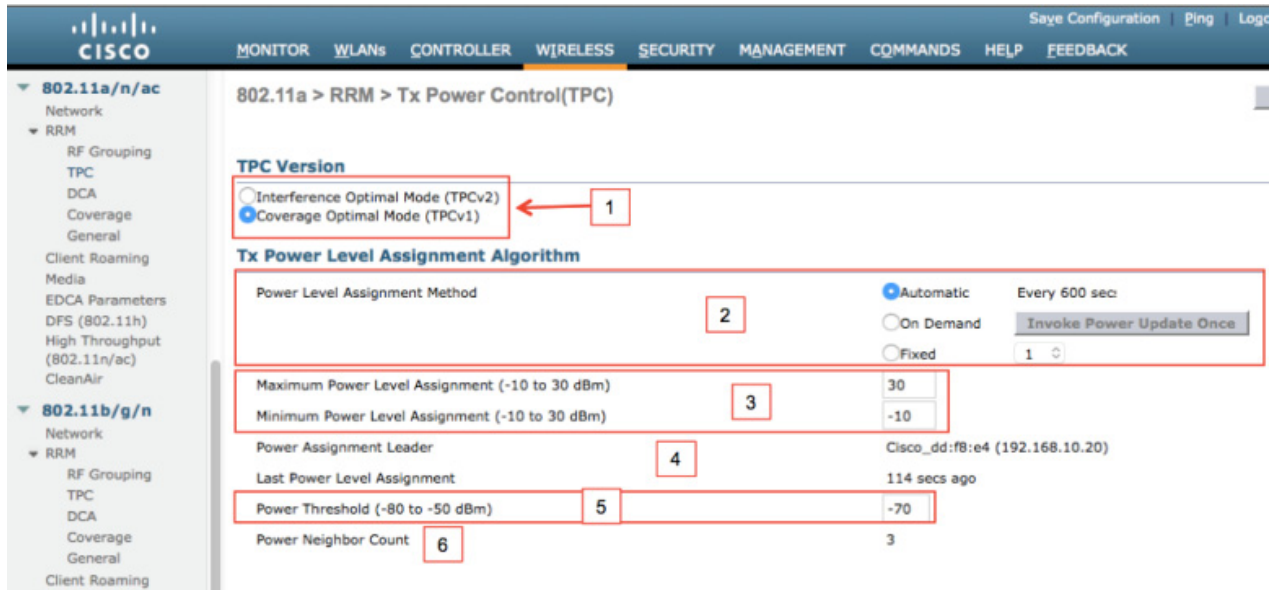 Save Configuration | Ping | Logo
CISCO
MONITOR WLANs CONTROLLER WIRELESS SECURITY MANAGEMENT COMMANDS HELP FEEDBACK
802.11a/n/ac
Network
RRM
RF Grouping
TPC
DCA
Coverage
General
Client Roaming
Media
EDCA Parameters
DFS (802.11h)
High Throughput
(802.11n/ac)
CleanAir
802.11b/g/n
Network
RRM
RF Grouping
TPC
DCA
Coverage
General
Client Roaming
802.11a > RRM > Tx Power Control(TPC)
TPC Version
Interference Optimal Mode (TPCv2)
Coverage Optimal Mode (TPCv1)
1
Tx Power Level Assignment Algorithm
Power Level Assignment Method
2
Automatic Every 600 sec
On Demand Invoke Power Update Once
Fixed 1
Maximum Power Level Assignment (-10 to 30 dBm) 30
3
Minimum Power Level Assignment (-10 to 30 dBm) -10
Power Assignment Leader Cisco_dd:f8:e4 (192.168.10.20)
4
Last Power Level Assignment 114 secs ago
Power Threshold (-80 to -50 dBm) 5 -70
Power Neighbor Count 6 3